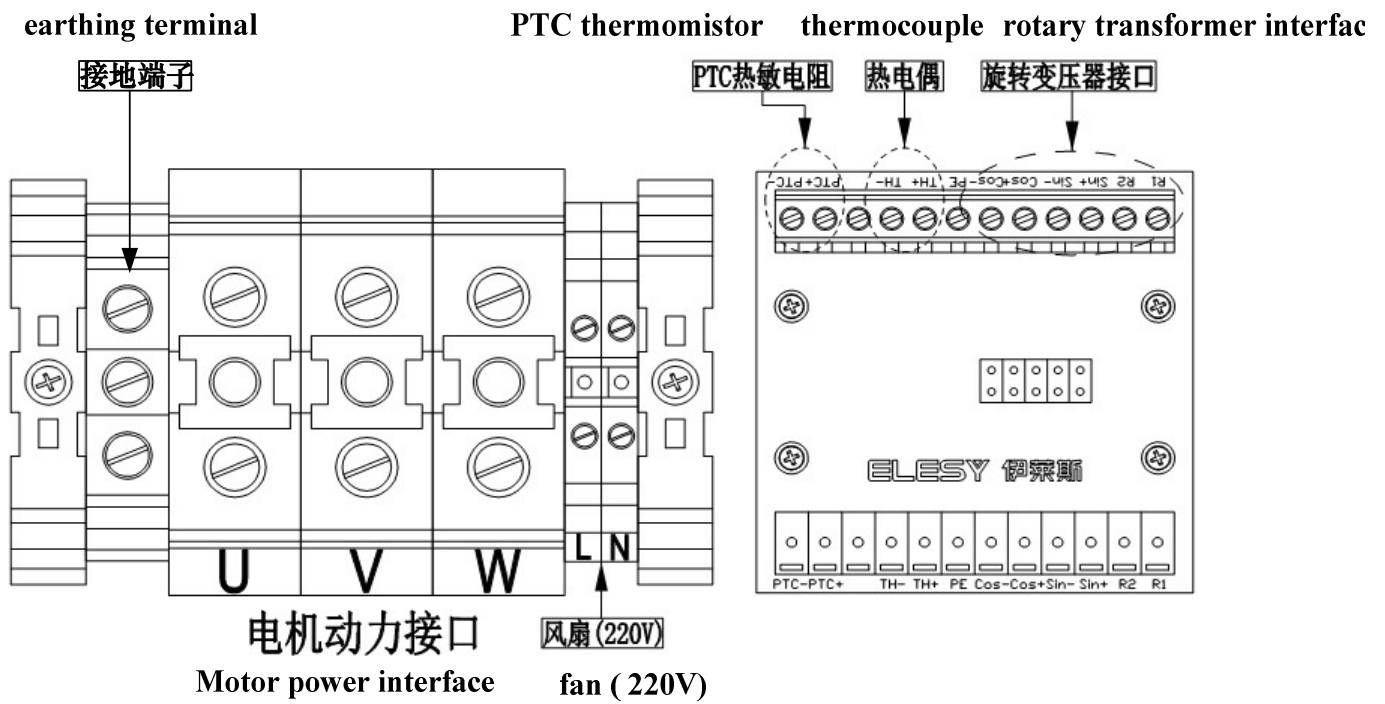 earthing terminal
PTC thermomistor
thermocouple
rotary transformer interfac
接地端子
PTC热敏电阻
热电偶
旋转变压器接口
PTC- PTC+ TH- TH+ PE Cos- Cos+ Sin- Sin+ R2 R1
ELESY 伊莱斯
U V W L N
PTC- PTC+ TH- TH+ PE Cos- Cos+ Sin- Sin+ R2 R1
电机动力接口
风扇(220V)
Motor power interface
fan ( 220V)